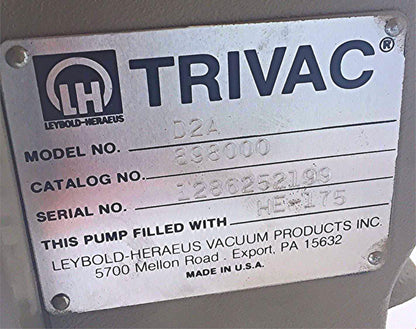 LH
LEYBOLD-HERAEUS
TRIVAC®
MODEL NO. D2A
CATALOG NO. 898000
SERIAL NO. 1286252199
THIS PUMP FILLED WITH HE-175
LEYBOLD-HERAEUS VACUUM PRODUCTS INC.
5700 Mellon Road . Export, PA 15632
MADE IN U.S.A.